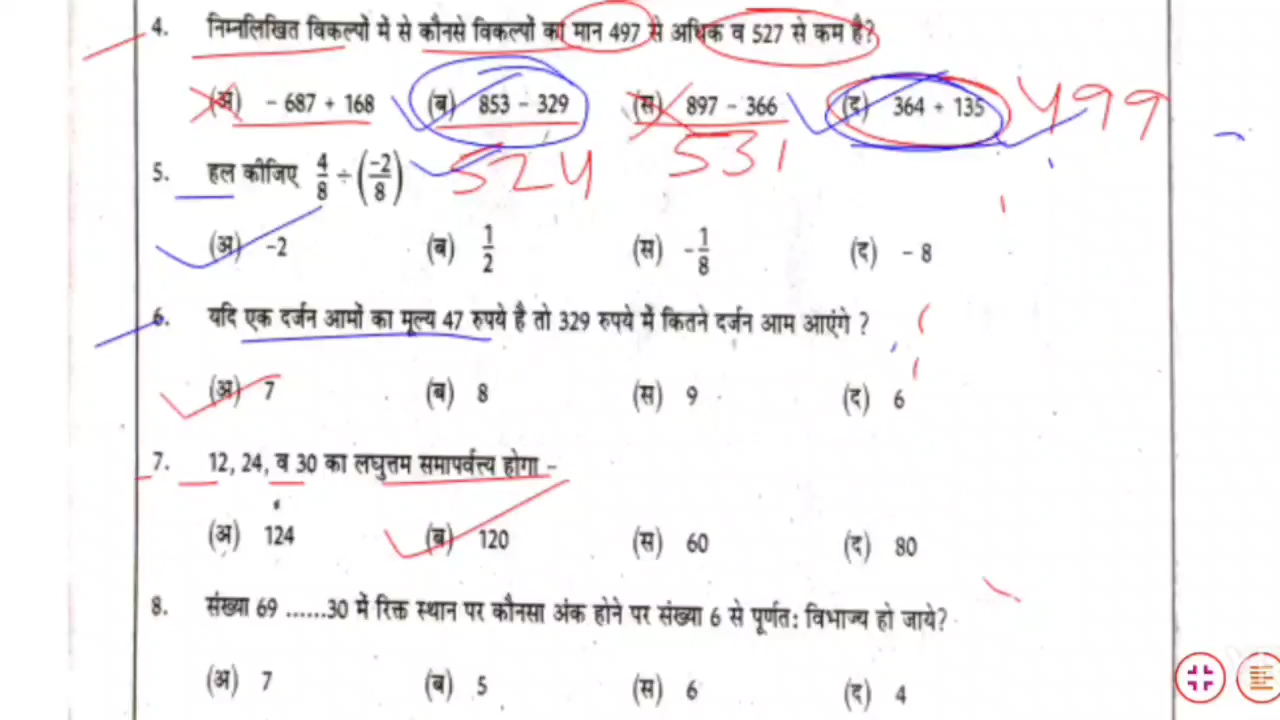 4. निम्नलिखित विकल्पों में से कौनसे विकल्पों का मान 497 से अधिक व 527 से कम है?
(अ) - 687 + 168 (ब) 853 - 329 (स) 897 - 366 (द) 364 + 135 499
524 531
5. हल कीजिए 4/8 ÷ (-2/8)
(अ) -2 (ब) 1/2 (स) -1/8 (द) - 8
6. यदि एक दर्जन आमों का मूल्य 47 रुपये है तो 329 रुपये में कितने दर्जन आम आएंगे ?
(अ) 7 (ब) 8 (स) 9 (द) 6
7. 12, 24, व 30 का लघुत्तम समापर्वत्त्य होगा -
(अ) 124 (ब) 120 (स) 60 (द) 80
8. संख्या 69 ......30 में रिक्त स्थान पर कौनसा अंक होने पर संख्या 6 से पूर्णत: विभाज्य हो जाये?
(अ) 7 (ब) 5 (स) 6 (द) 4